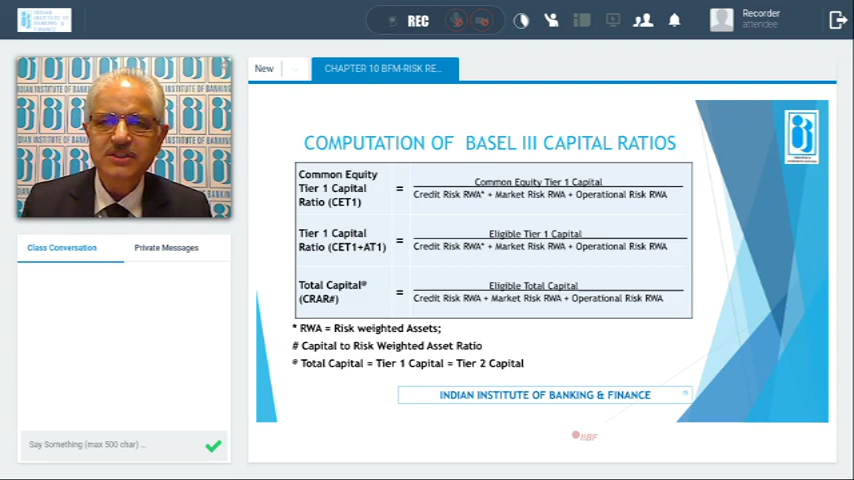 INDIAN
INSTITUTE OF
BANKING &
FINANCE
REC
Recorder
attendee
INDIAN INSTITUTE OF BANKING
New
CHAPTER 10 BFM-RISK RE...
COMPUTATION OF BASEL III CAPITAL RATIOS
Common Equity
Tier 1 Capital
Ratio (CET1)
=
Common Equity Tier 1 Capital
Credit Risk RWA* + Market Risk RWA + Operational Risk RWA
Tier 1 Capital
Ratio (CET1+AT1)
=
Eligible Tier 1 Capital
Credit Risk RWA* + Market Risk RWA + Operational Risk RWA
Total Capital@
(CRAR#)
=
Eligible Total Capital
Credit Risk RWA + Market Risk RWA + Operational Risk RWA
* RWA = Risk weighted Assets;
# Capital to Risk Weighted Asset Ratio
@ Total Capital = Tier 1 Capital = Tier 2 Capital
INDIAN INSTITUTE OF BANKING & FINANCE
IIBF
Class Conversation
Private Messages
Say Something (max 500 char) ...